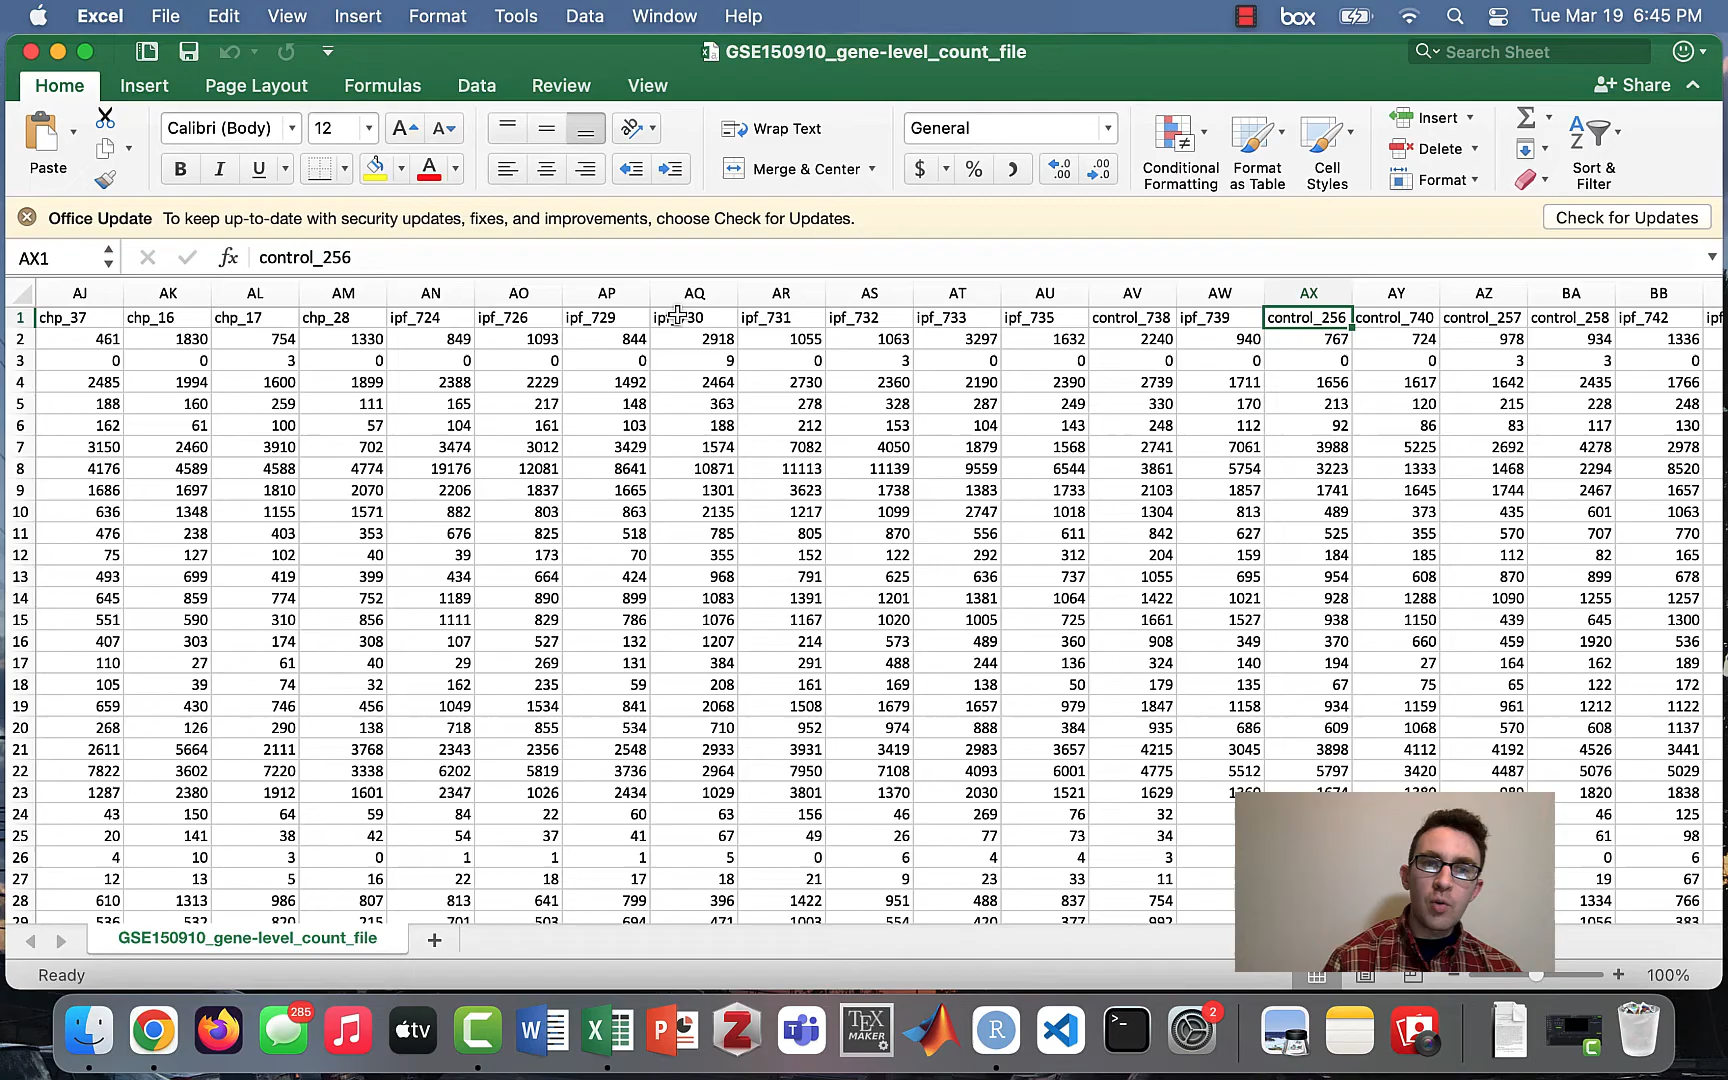 Excel File Edit View Insert Format Tools Data Window Help box Tue Mar 19 6:45 PM
GSE150910_gene-level_count_file Search Sheet
Home Insert Page Layout Formulas Data Review View Share
Paste Calibri (Body) 12 Wrap Text General Conditional Formatting Format as Table Cell Styles Insert Delete Format Sort & Filter
B I U A Merge & Center $ %
Office Update To keep up-to-date with security updates, fixes, and improvements, choose Check for Updates. Check for Updates
AX1 fx control_256
AJ AK AL AM AN AO AP AQ AR AS AT AU AV AW AX AY AZ BA BB
1 chp_37 chp_16 chp_17 chp_28 ipf_724 ipf_726 ipf_729 ipf_731 ipf_732 ipf_733 ipf_735 control_738 ipf_739 control_256 control_740 control_257 control_258 ipf_742
2 461 1830 754 1330 849 1093 844 2918 1055 1063 3297 1632 2240 940 767 724 978 934 1336
3 0 0 3 0 0 0 0 9 0 3 0 0 0 0 0 0 3 3 0
4 2485 1994 1600 1899 2388 2229 1492 2464 2730 2360 2190 2390 2739 1711 1656 1617 1642 2435 1766
5 188 160 259 111 165 217 148 363 278 328 287 249 330 170 213 120 215 228 248
6 162 61 100 57 104 161 103 188 212 153 104 143 248 112 92 86 83 117 130
7 3150 2460 3910 702 3474 3012 3429 1574 7082 4050 1879 1568 2741 7061 3988 5225 2692 4278 2978
8 4176 4589 4588 4774 19176 12081 8641 10871 11113 11139 9559 6544 3861 5754 3223 1333 1468 2294 8520
9 1686 1697 1810 2070 2206 1837 1665 1301 3623 1738 1383 1733 2103 1857 1741 1645 1744 2467 1657
10 636 1348 1155 1571 882 803 863 2135 1217 1099 2747 1018 1304 813 489 373 435 601 1063
11 476 238 403 353 676 825 518 785 805 870 556 611 842 627 525 355 570 707 770
12 75 127 102 40 39 173 70 355 152 122 292 312 204 159 184 185 112 82 165
13 493 699 419 399 434 664 424 968 791 625 636 737 1055 695 954 608 870 899 678
14 645 859 774 752 1189 890 899 1083 1391 1201 1381 1064 1422 1021 928 1288 1090 1255 1257
15 551 590 310 856 1111 829 786 1076 1167 1020 1005 725 1661 1527 938 1150 439 645 1300
16 407 303 174 308 107 527 132 1207 214 573 489 360 908 349 370 660 459 1920 536
17 110 27 61 40 29 269 131 384 291 488 244 136 324 140 194 27 164 162 189
18 105 39 74 32 162 235 59 208 161 169 138 50 179 135 67 75 65 122 172
19 659 430 746 456 1049 1534 841 2068 1508 1679 1657 979 1847 1158 934 1159 961 1212 1122
20 268 126 290 138 718 855 534 710 952 974 888 384 935 686 609 1068 570 608 1137
21 2611 5664 2111 3768 2343 2356 2548 2933 3931 3419 2983 3657 4215 3045 3898 4112 4192 4526 3441
22 7822 3602 7220 3338 6202 5819 3736 2964 7950 7108 4093 6001 4775 5512 5797 3420 4487 5076 5029
23 1287 2380 1912 1601 2347 1026 2434 1029 3801 1370 2030 1521 1629 1820 1838
24 43 150 64 59 84 22 60 63 156 46 269 76 32 46 125
25 20 141 38 42 54 37 41 67 49 26 77 73 34 61 98
26 4 10 3 0 1 1 1 5 0 6 4 4 3 0 6
27 12 13 5 16 22 18 17 18 21 9 23 33 11 19 67
28 610 1313 986 807 813 641 799 396 1422 951 488 837 754 1334 766
GSE150910_gene-level_count_file
Ready 100%
285 tv W X P Z T TEX MAKER R >_ 2